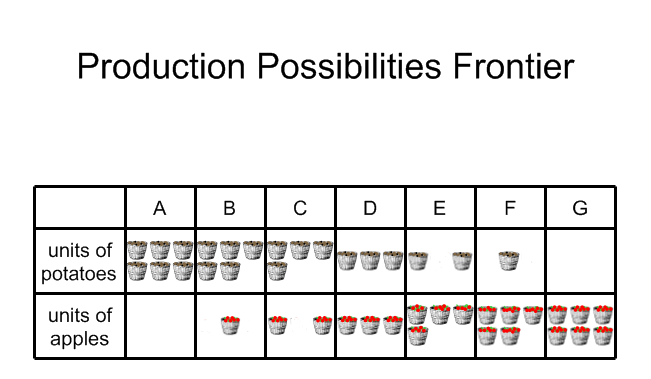 Production Possibilities Frontier
A B C D E F G
units of
potatoes
units of
apples